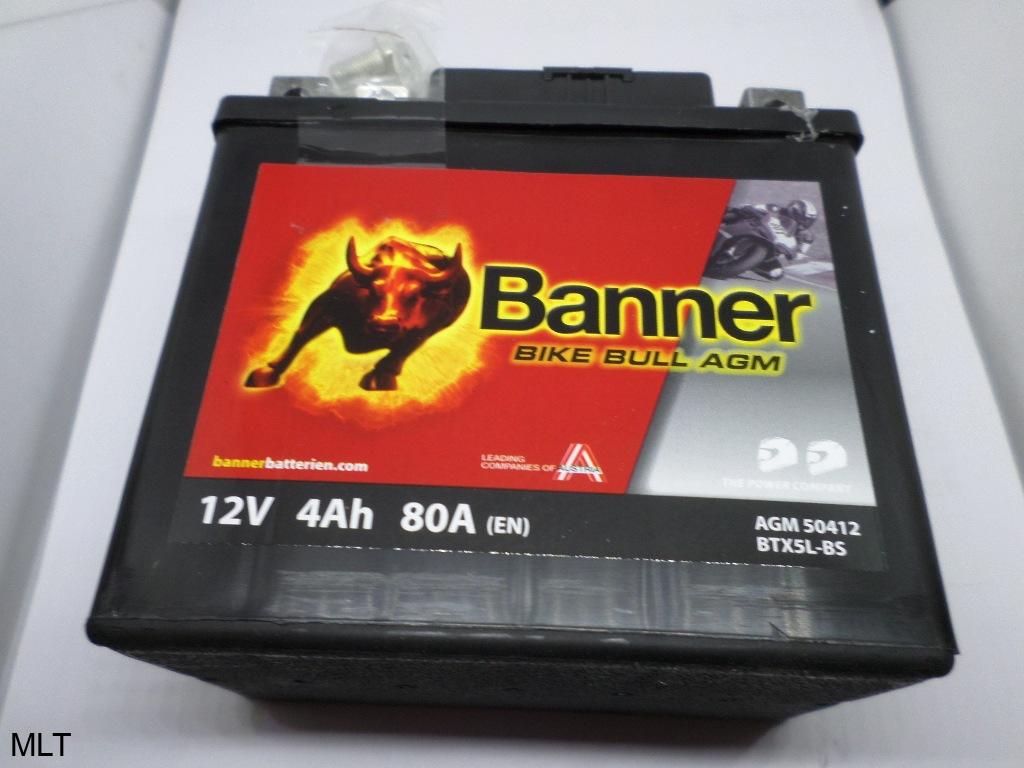 Banner
BIKE BULL AGM
bannerbatterien.com
LEADING
COMPANIES OF AUSTRIA
THE POWER COMPANY
12V 4Ah 80A (EN)
AGM 50412
BTX5L-BS
MLT